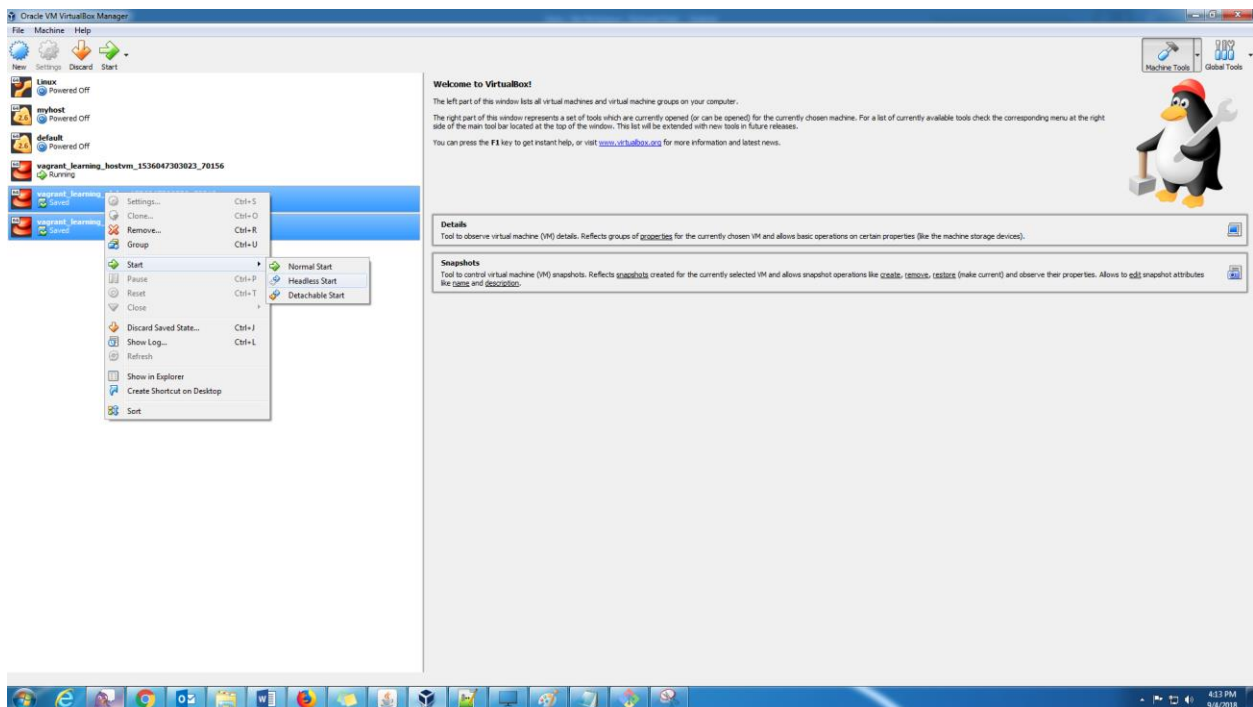 Oracle VM VirtualBox Manager
File Machine Help
New Settings Discard Start
Machine Tools Global Tools
Linux
Powered Off
myhost
Powered Off
default
Powered Off
vagrant_learning_hostvm_1536047303023_70156
Running
vagrant_learning
Saved
vagrant_learning
Saved
Settings... Ctrl+S
Clone... Ctrl+O
Remove... Ctrl+R
Group Ctrl+U
Start
Pause Ctrl+P
Reset Ctrl+T
Close
Discard Saved State... Ctrl+J
Show Log... Ctrl+L
Refresh
Show in Explorer
Create Shortcut on Desktop
Sort
Normal Start
Headless Start
Detachable Start
Welcome to VirtualBox!
The left part of this window lists all virtual machines and virtual machine groups on your computer.
The right part of this window represents a set of tools which are currently opened (or can be opened) for the currently chosen machine. For a list of currently available tools check the corresponding menu at the right
side of the main tool bar located at the top of the window. This list will be extended with new tools in future releases.
You can press the F1 key to get instant help, or visit www.virtualbox.org for more information and latest news.
Details
Tool to observe virtual machine (VM) details. Reflects groups of properties for the currently chosen VM and allows basic operations on certain properties (like the machine storage devices).
Snapshots
Tool to control virtual machine (VM) snapshots. Reflects snapshots created for the currently selected VM and allows snapshot operations like create, remove, restore (make current) and observe their properties. Allows to edit snapshot attributes
like name and description.
4:13 PM
9/4/2018